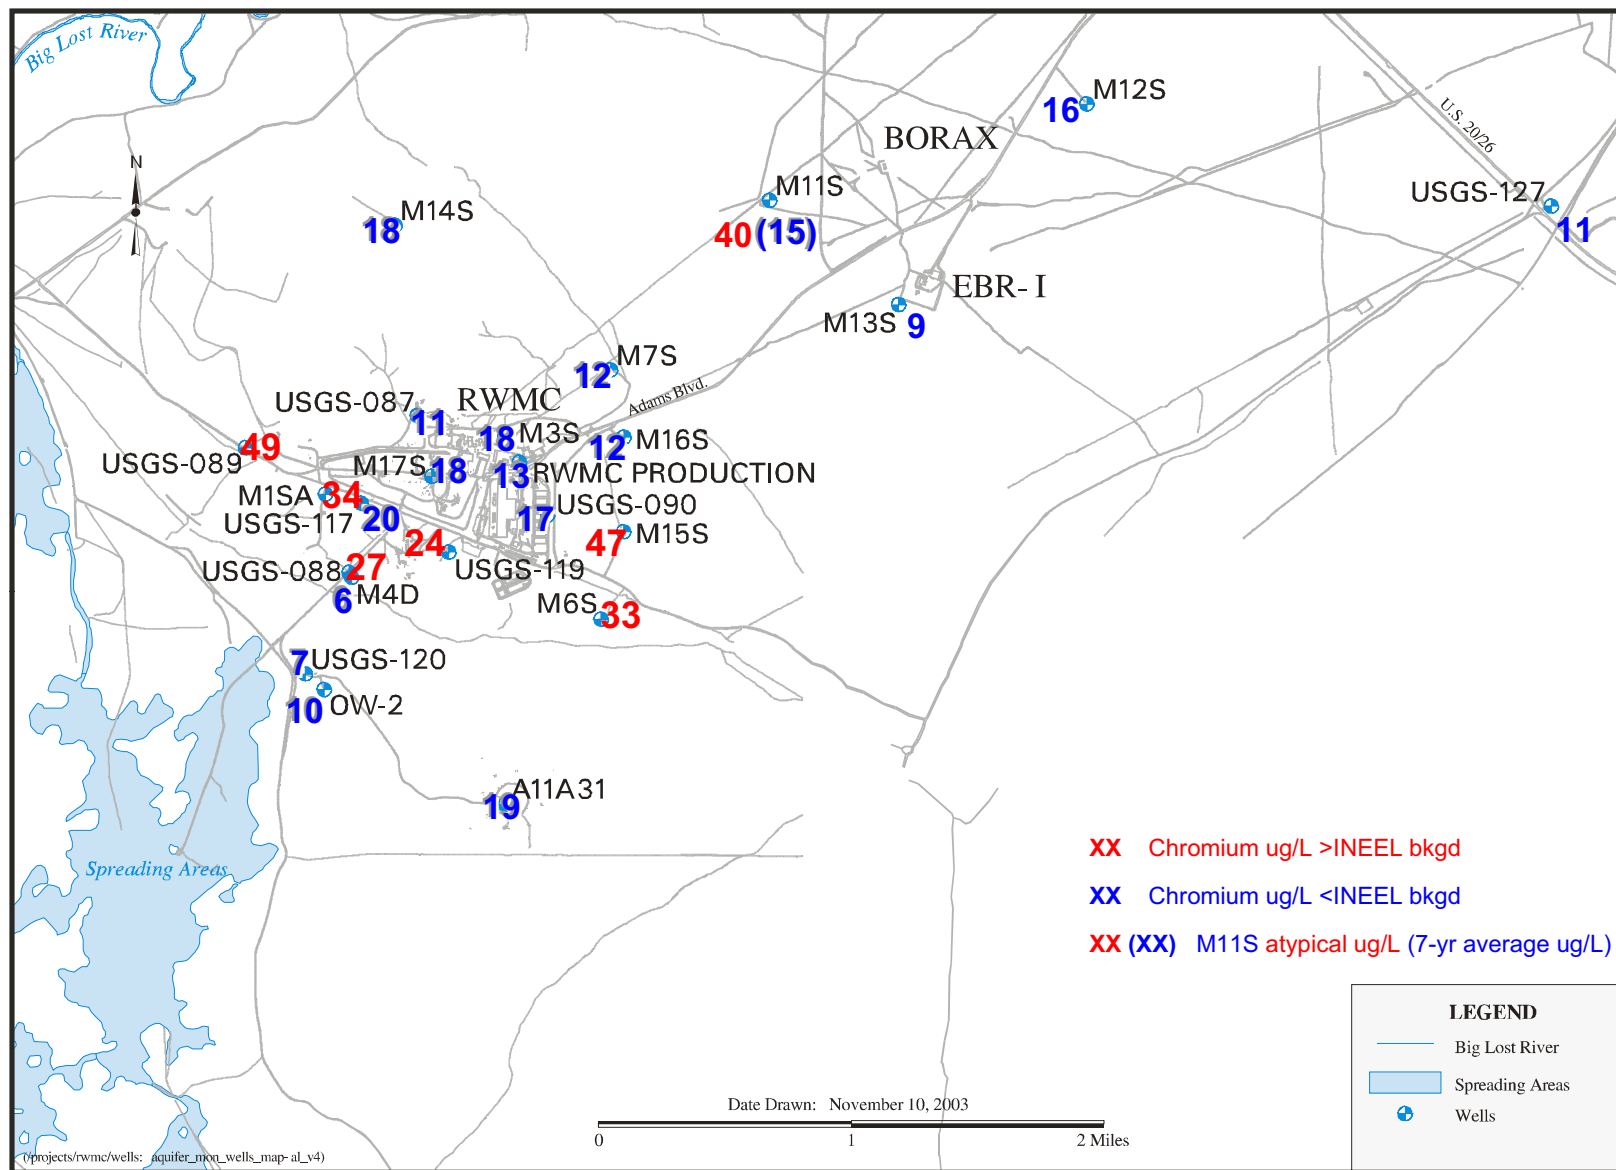 Big Lost River
M12S
16
BORAX
U.S. 20/26
N
M11S
40 (15)
USGS-127
11
M14S
18
EBR- I
M13S
9
M7S
12
Adams Blvd.
USGS-087
11
RWMC
18
M3S
12
M16S
49
USGS-089
M17S
18
13
RWMC PRODUCTION
M1SA
34
USGS-117
20
17
USGS-090
24
USGS-119
47
M15S
USGS-088
27
6
M4D
M6S
33
7
USGS-120
10
OW-2
A11A31
19
Spreading Areas
XX Chromium ug/L >INEEL bkgd
XX Chromium ug/L <INEEL bkgd
XX (XX) M11S atypical ug/L (7-yr average ug/L)
LEGEND
Big Lost River
Spreading Areas
Wells
Date Drawn: November 10, 2003
0 1 2 Miles
(/projects/rwmc/wells: aquifer_mon_wells_map- al_v4)